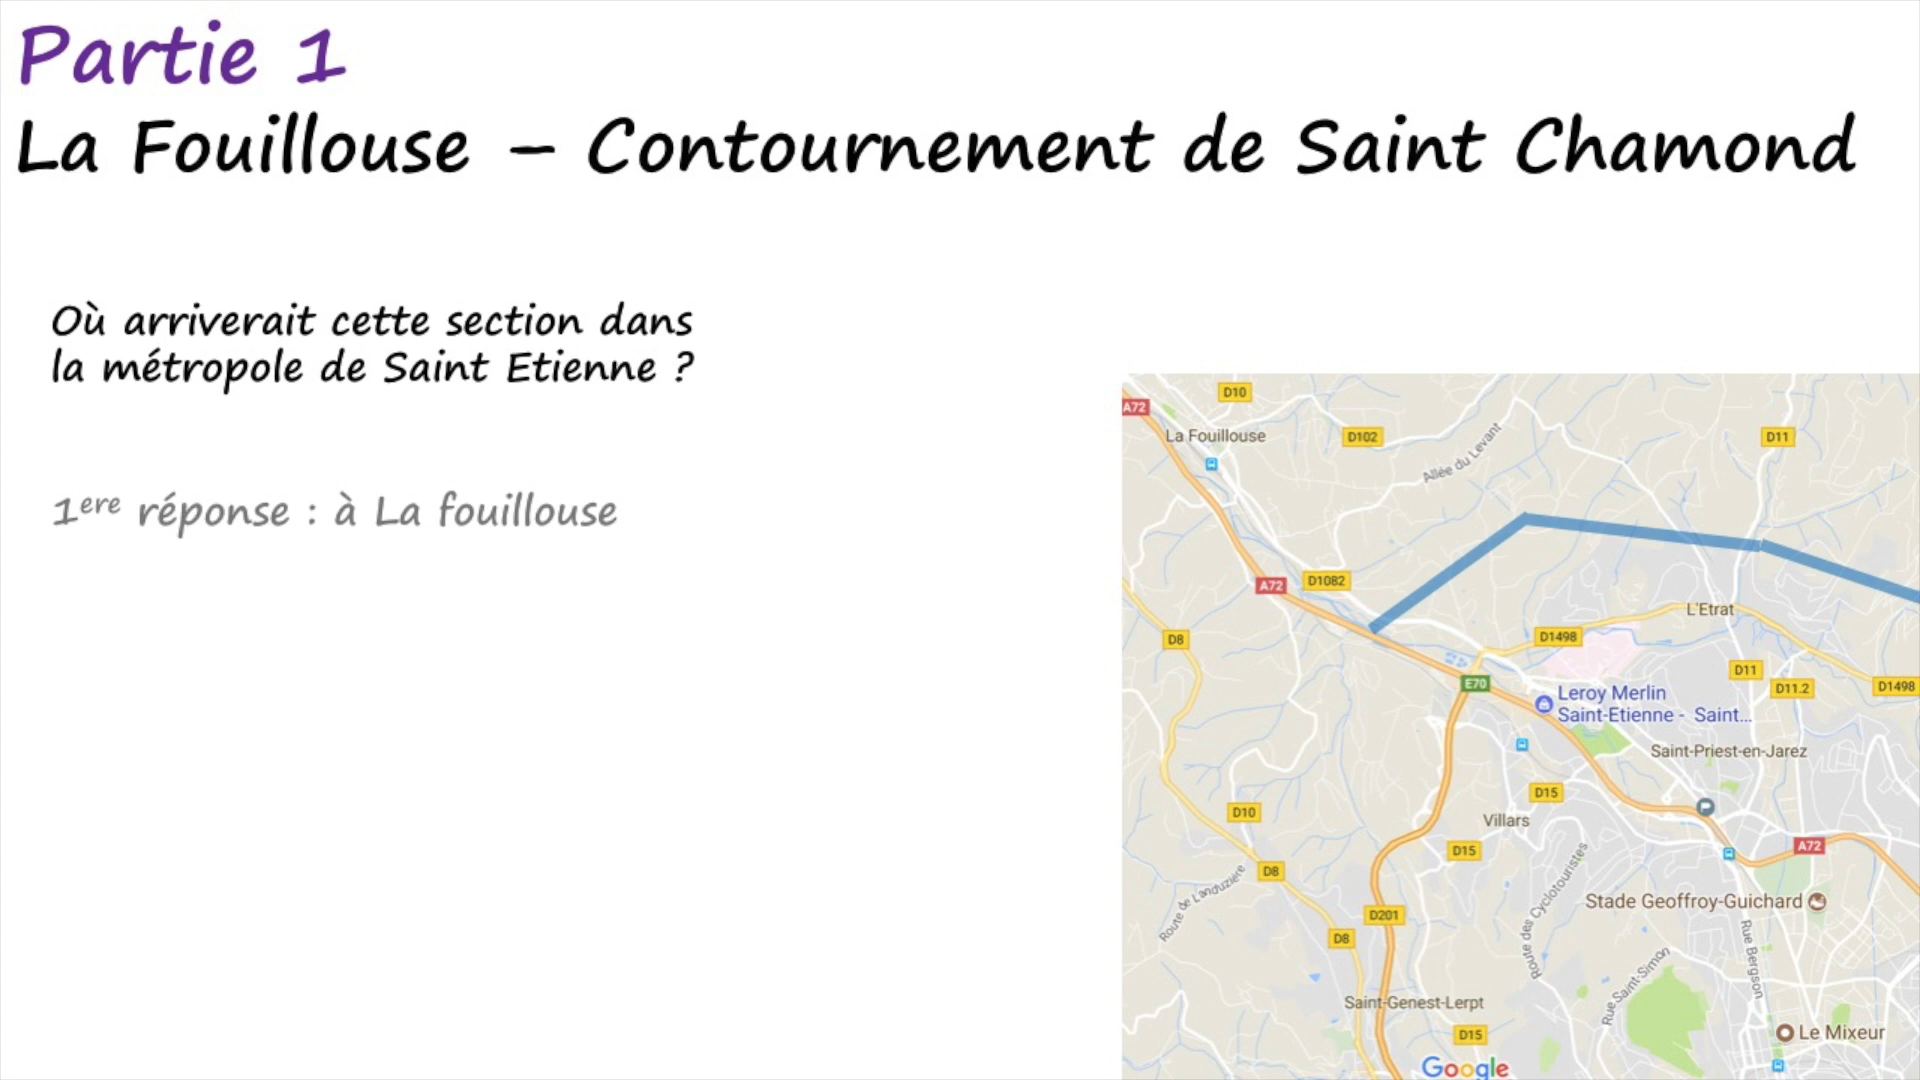 Partie 1
La Fouillouse – Contournement de Saint Chamond
Où arriverait cette section dans
la métropole de Saint Etienne ?
1ere réponse : à La fouillouse
D10
A72
La Fouillouse
D102
D11
Allée du Levant
A72
D1082
L'Etrat
D8
D1498
D11
E70
D11.2
D1498
Leroy Merlin
Saint-Etienne - Saint...
Saint-Priest-en-Jarez
D15
D10
Villars
D15
A72
D8
Route de Landuzière
Route des Cyclotouristes
Stade Geoffroy-Guichard
D201
D8
Rue Bergson
Rue Saint-Simon
Saint-Genest-Lerpt
D15
Le Mixeur
Google